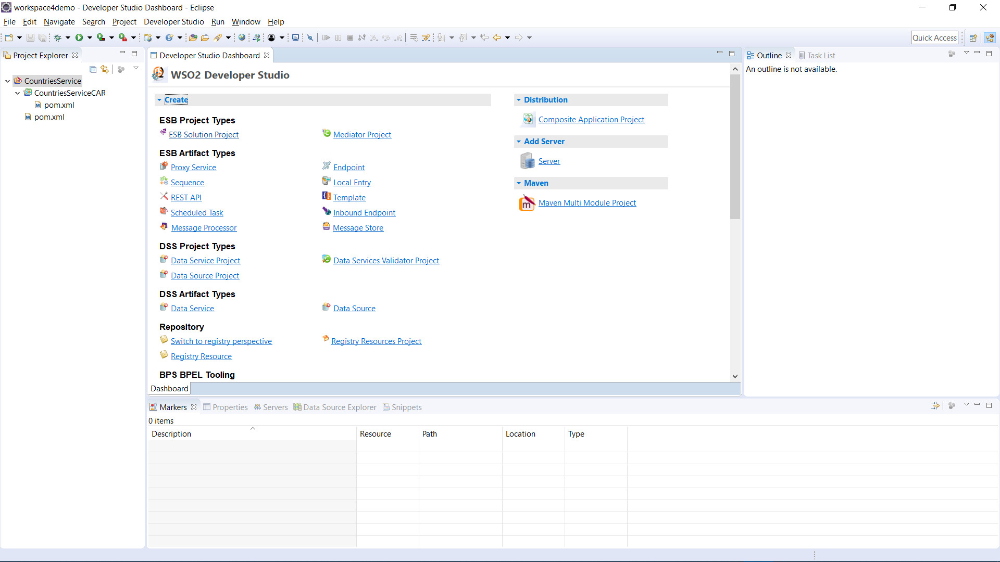 workspace4demo - Developer Studio Dashboard - Eclipse
File Edit Navigate Search Project Developer Studio Run Window Help
Quick Access
Project Explorer
CountriesService
CountriesServiceCAR
pom.xml
pom.xml
Developer Studio Dashboard
WSO2 Developer Studio
Create
ESB Project Types
ESB Solution Project Mediator Project
ESB Artifact Types
Proxy Service Endpoint
Sequence Local Entry
REST API Template
Scheduled Task Inbound Endpoint
Message Processor Message Store
DSS Project Types
Data Service Project Data Services Validator Project
Data Source Project
DSS Artifact Types
Data Service Data Source
Repository
Switch to registry perspective Registry Resources Project
Registry Resource
BPS BPEL Tooling
Distribution
Composite Application Project
Add Server
Server
Maven
Maven Multi Module Project
Dashboard
Outline Task List
An outline is not available.
Markers Properties Servers Data Source Explorer Snippets
0 items
Description Resource Path Location Type